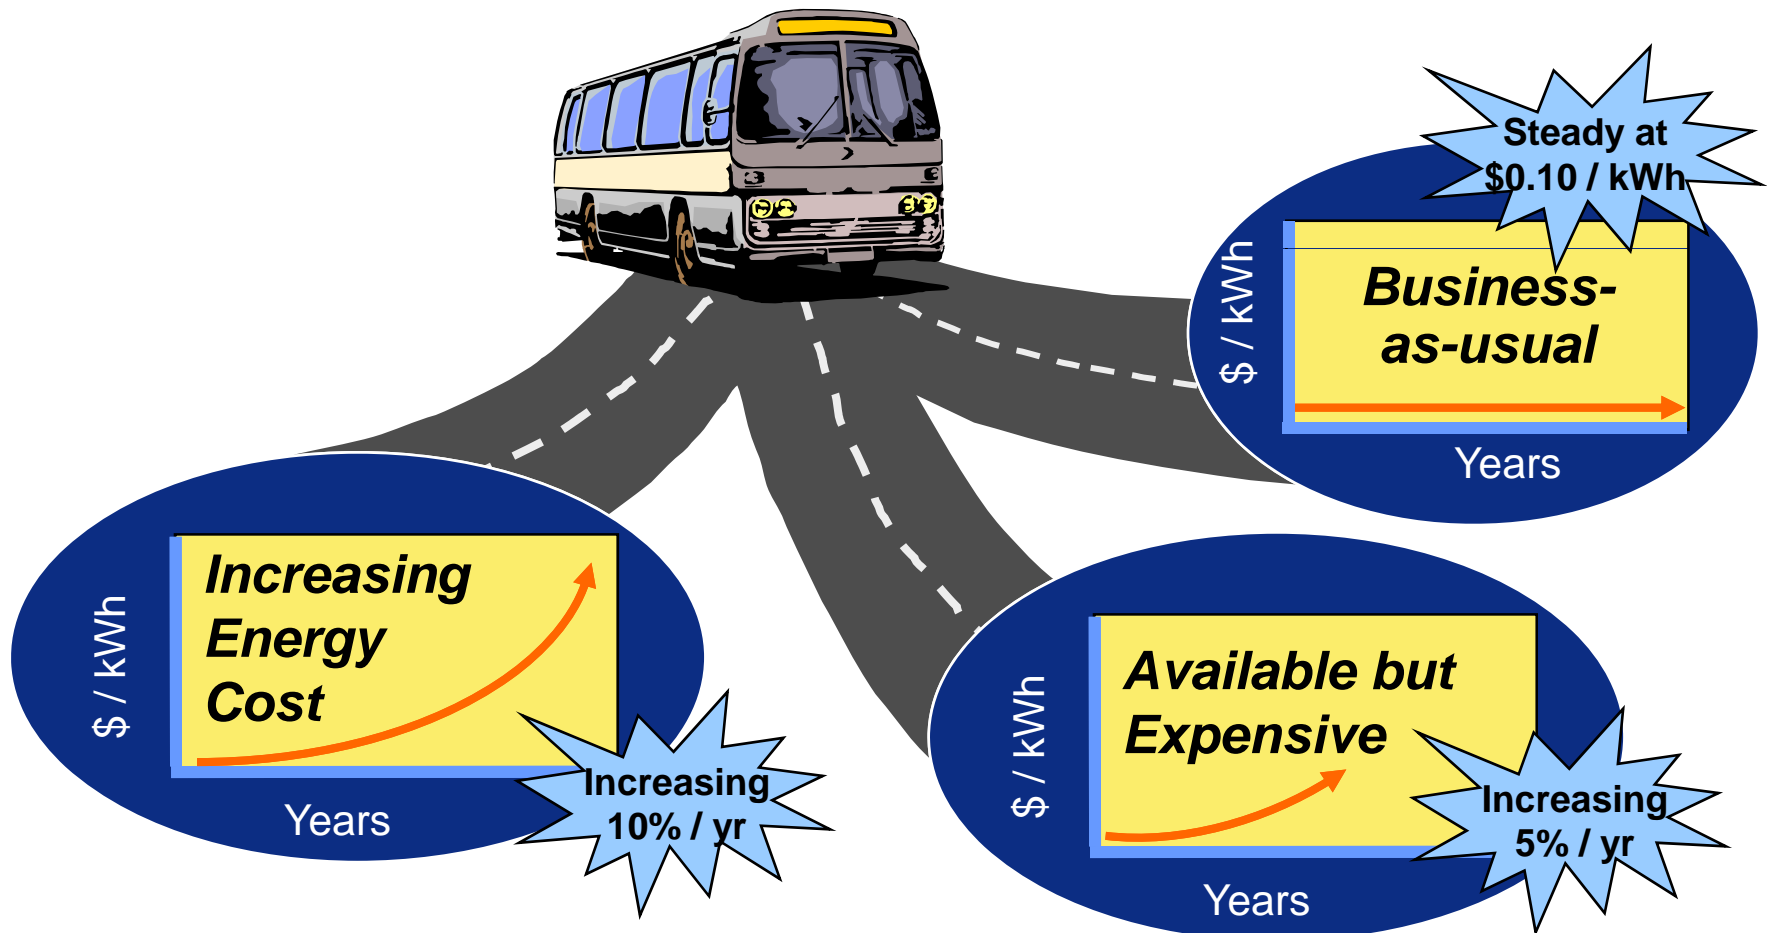 Steady at
$0.10 / kWh
$ / kWh
Business-
as-usual
Years
$ / kWh
Increasing
Energy
Cost
Years
Increasing
10% / yr
$ / kWh
Available but
Expensive
Years
Increasing
5% / yr